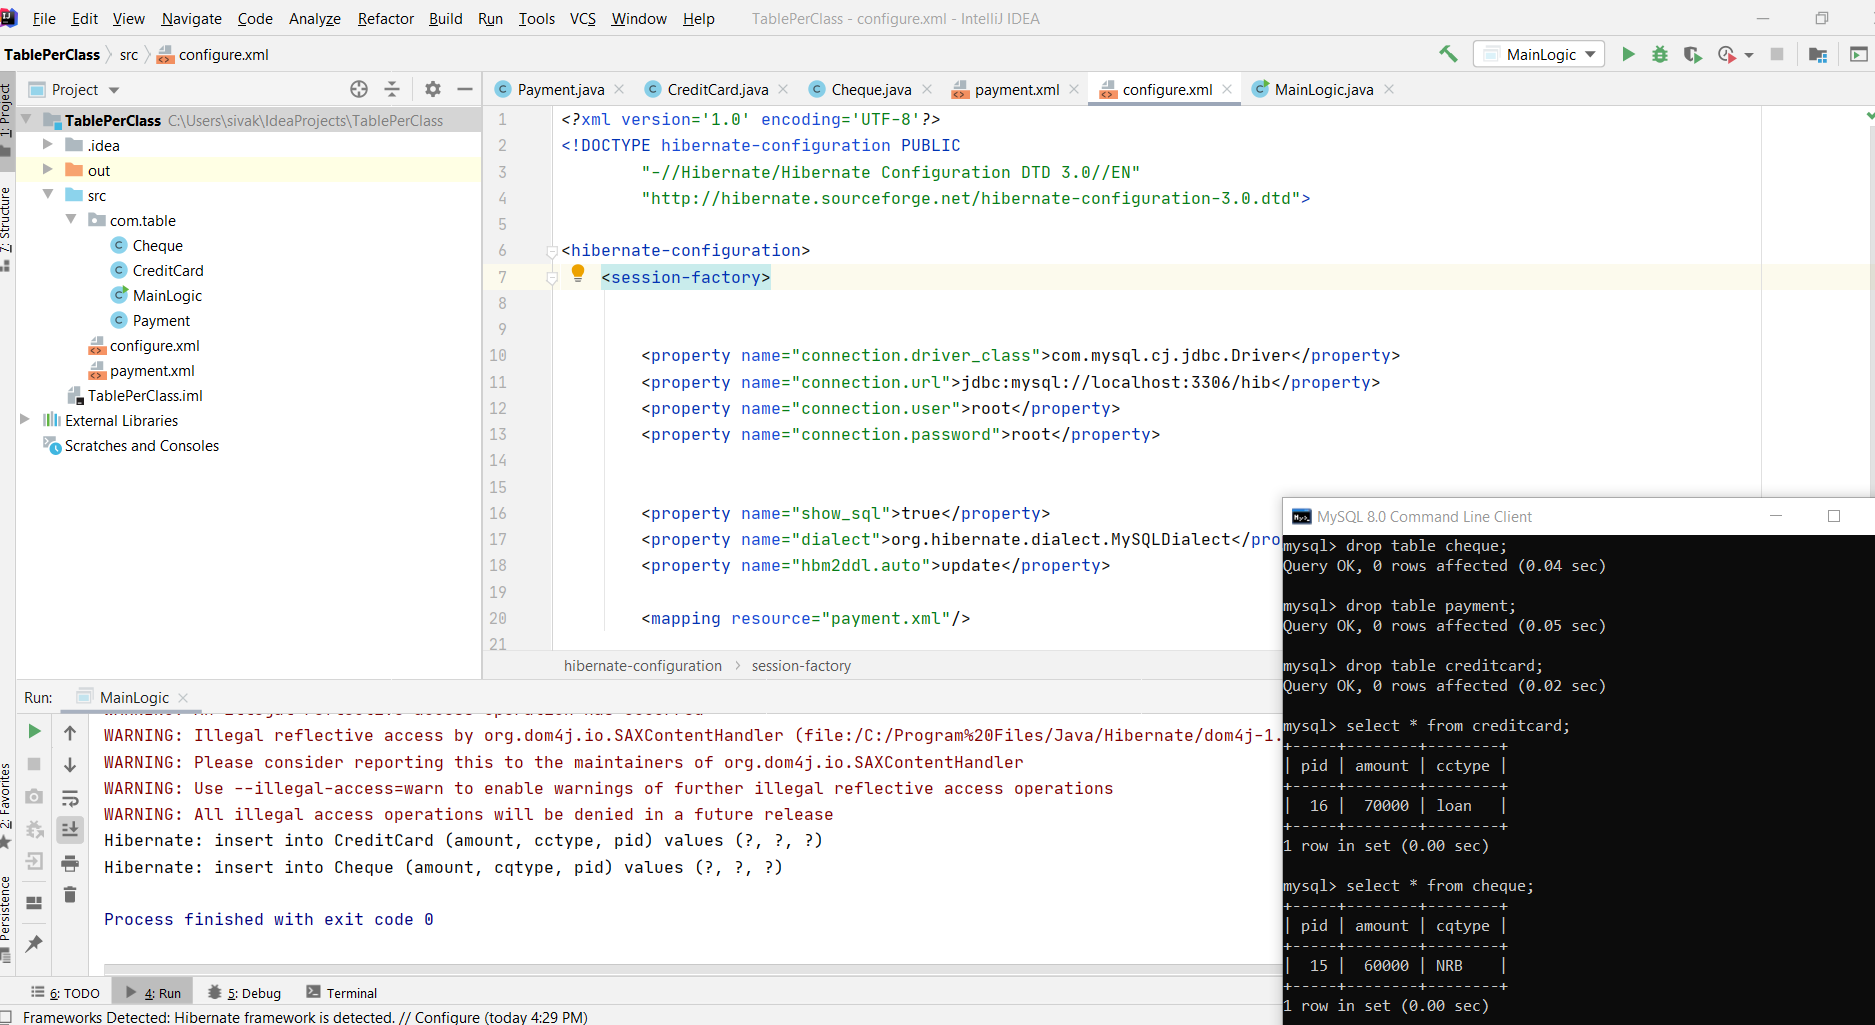 File Edit View Navigate Code Analyze Refactor Build Run Tools VCS Window Help TablePerClass - configure.xml - IntelliJ IDEA
TablePerClass src configure.xml MainLogic
Project
Payment.java CreditCard.java Cheque.java payment.xml configure.xml MainLogic.java
1: Project
7: Structure
2: Favorites
Persistence
TablePerClass C:\Users\sivak\IdeaProjects\TablePerClass
.idea
out
src
com.table
Cheque
CreditCard
MainLogic
Payment
configure.xml
payment.xml
TablePerClass.iml
External Libraries
Scratches and Consoles
1 <?xml version='1.0' encoding='UTF-8'?>
2 <!DOCTYPE hibernate-configuration PUBLIC
3 "-//Hibernate/Hibernate Configuration DTD 3.0//EN"
4 "http://hibernate.sourceforge.net/hibernate-configuration-3.0.dtd">
5
6 <hibernate-configuration>
7 <session-factory>
8
9
10 <property name="connection.driver_class">com.mysql.cj.jdbc.Driver</property>
11 <property name="connection.url">jdbc:mysql://localhost:3306/hib</property>
12 <property name="connection.user">root</property>
13 <property name="connection.password">root</property>
14
15
16 <property name="show_sql">true</property>
17 <property name="dialect">org.hibernate.dialect.MySQLDialect</pro
18 <property name="hbm2ddl.auto">update</property>
19
20 <mapping resource="payment.xml"/>
21
hibernate-configuration session-factory
Run: MainLogic
WARNING: An illegal reflective access operation has occurred
WARNING: Illegal reflective access by org.dom4j.io.SAXContentHandler (file:/C:/Program%20Files/Java/Hibernate/dom4j-1.
WARNING: Please consider reporting this to the maintainers of org.dom4j.io.SAXContentHandler
WARNING: Use --illegal-access=warn to enable warnings of further illegal reflective access operations
WARNING: All illegal access operations will be denied in a future release
Hibernate: insert into CreditCard (amount, cctype, pid) values (?, ?, ?)
Hibernate: insert into Cheque (amount, cqtype, pid) values (?, ?, ?)
Process finished with exit code 0
MySQL 8.0 Command Line Client
mysql> drop table cheque;
Query OK, 0 rows affected (0.04 sec)
mysql> drop table payment;
Query OK, 0 rows affected (0.05 sec)
mysql> drop table creditcard;
Query OK, 0 rows affected (0.02 sec)
mysql> select * from creditcard;
+-----+--------+--------+
| pid | amount | cctype |
+-----+--------+--------+
| 16 | 70000 | loan |
+-----+--------+--------+
1 row in set (0.00 sec)
mysql> select * from cheque;
+-----+--------+--------+
| pid | amount | cqtype |
+-----+--------+--------+
| 15 | 60000 | NRB |
+-----+--------+--------+
1 row in set (0.00 sec)
6: TODO 4: Run 5: Debug Terminal
Frameworks Detected: Hibernate framework is detected. // Configure (today 4:29 PM)